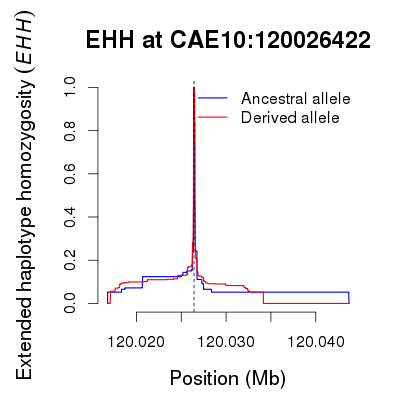 EHH at CAE10:120026422
Extended haplotype homozygosity (EHH)
1.0
0.8
0.6
0.4
0.2
0.0
Ancestral allele
Derived allele
120.020 120.030 120.040
Position (Mb)